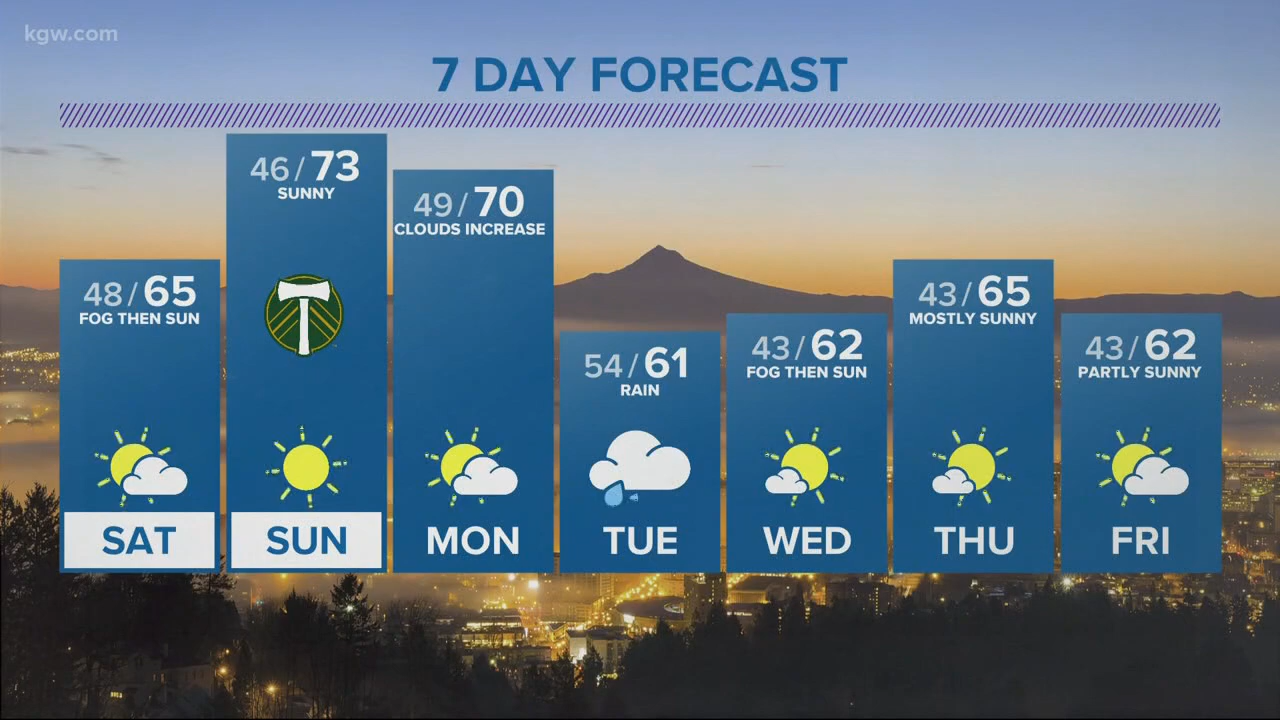 kgw.com
7 DAY FORECAST
48/65
FOG THEN SUN
SAT
46/73
SUNNY
SUN
49/70
CLOUDS INCREASE
MON
54/61
RAIN
TUE
43/62
FOG THEN SUN
WED
43/65
MOSTLY SUNNY
THU
43/62
PARTLY SUNNY
FRI